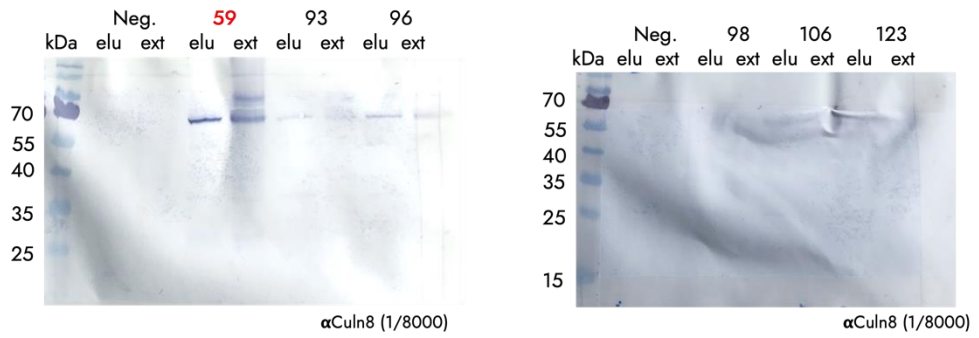 Neg. 59 93 96
kDa elu ext elu ext elu ext elu ext
70
55
40
35
25
αCuln8 (1/8000)
Neg. 98 106 123
kDa elu ext elu ext elu ext elu ext
70
55
40
35
25
15
αCuln8 (1/8000)